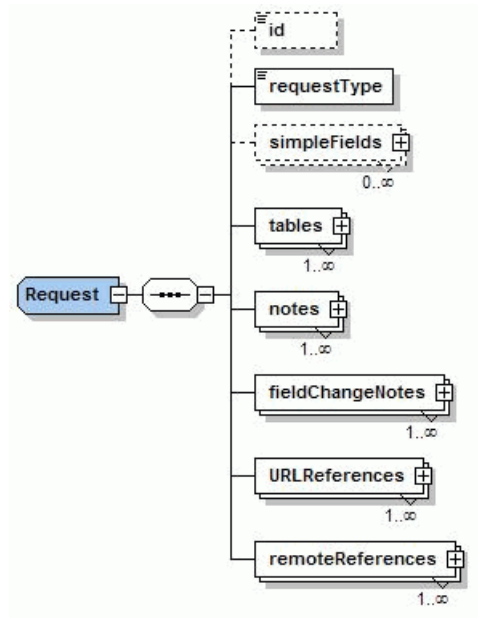 id
requestType
simpleFields
0..∞
tables
1..∞
Request
notes
1..∞
fieldChangeNotes
1..∞
URLReferences
1..∞
remoteReferences
1..∞